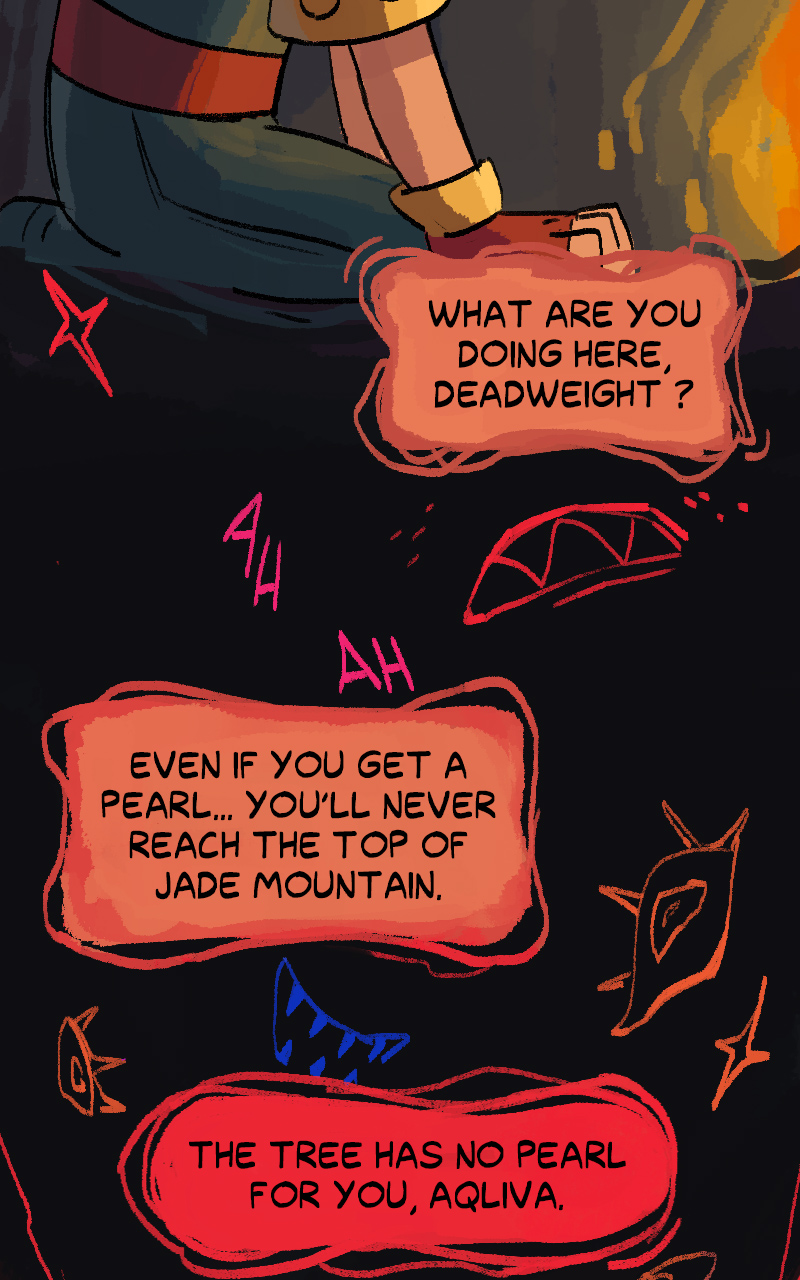 WHAT ARE YOU
DOING HERE,
DEADWEIGHT ?
AH
AH
EVEN IF YOU GET A
PEARL... YOU'LL NEVER
REACH THE TOP OF
JADE MOUNTAIN.
THE TREE HAS NO PEARL
FOR YOU, AQLIVA.